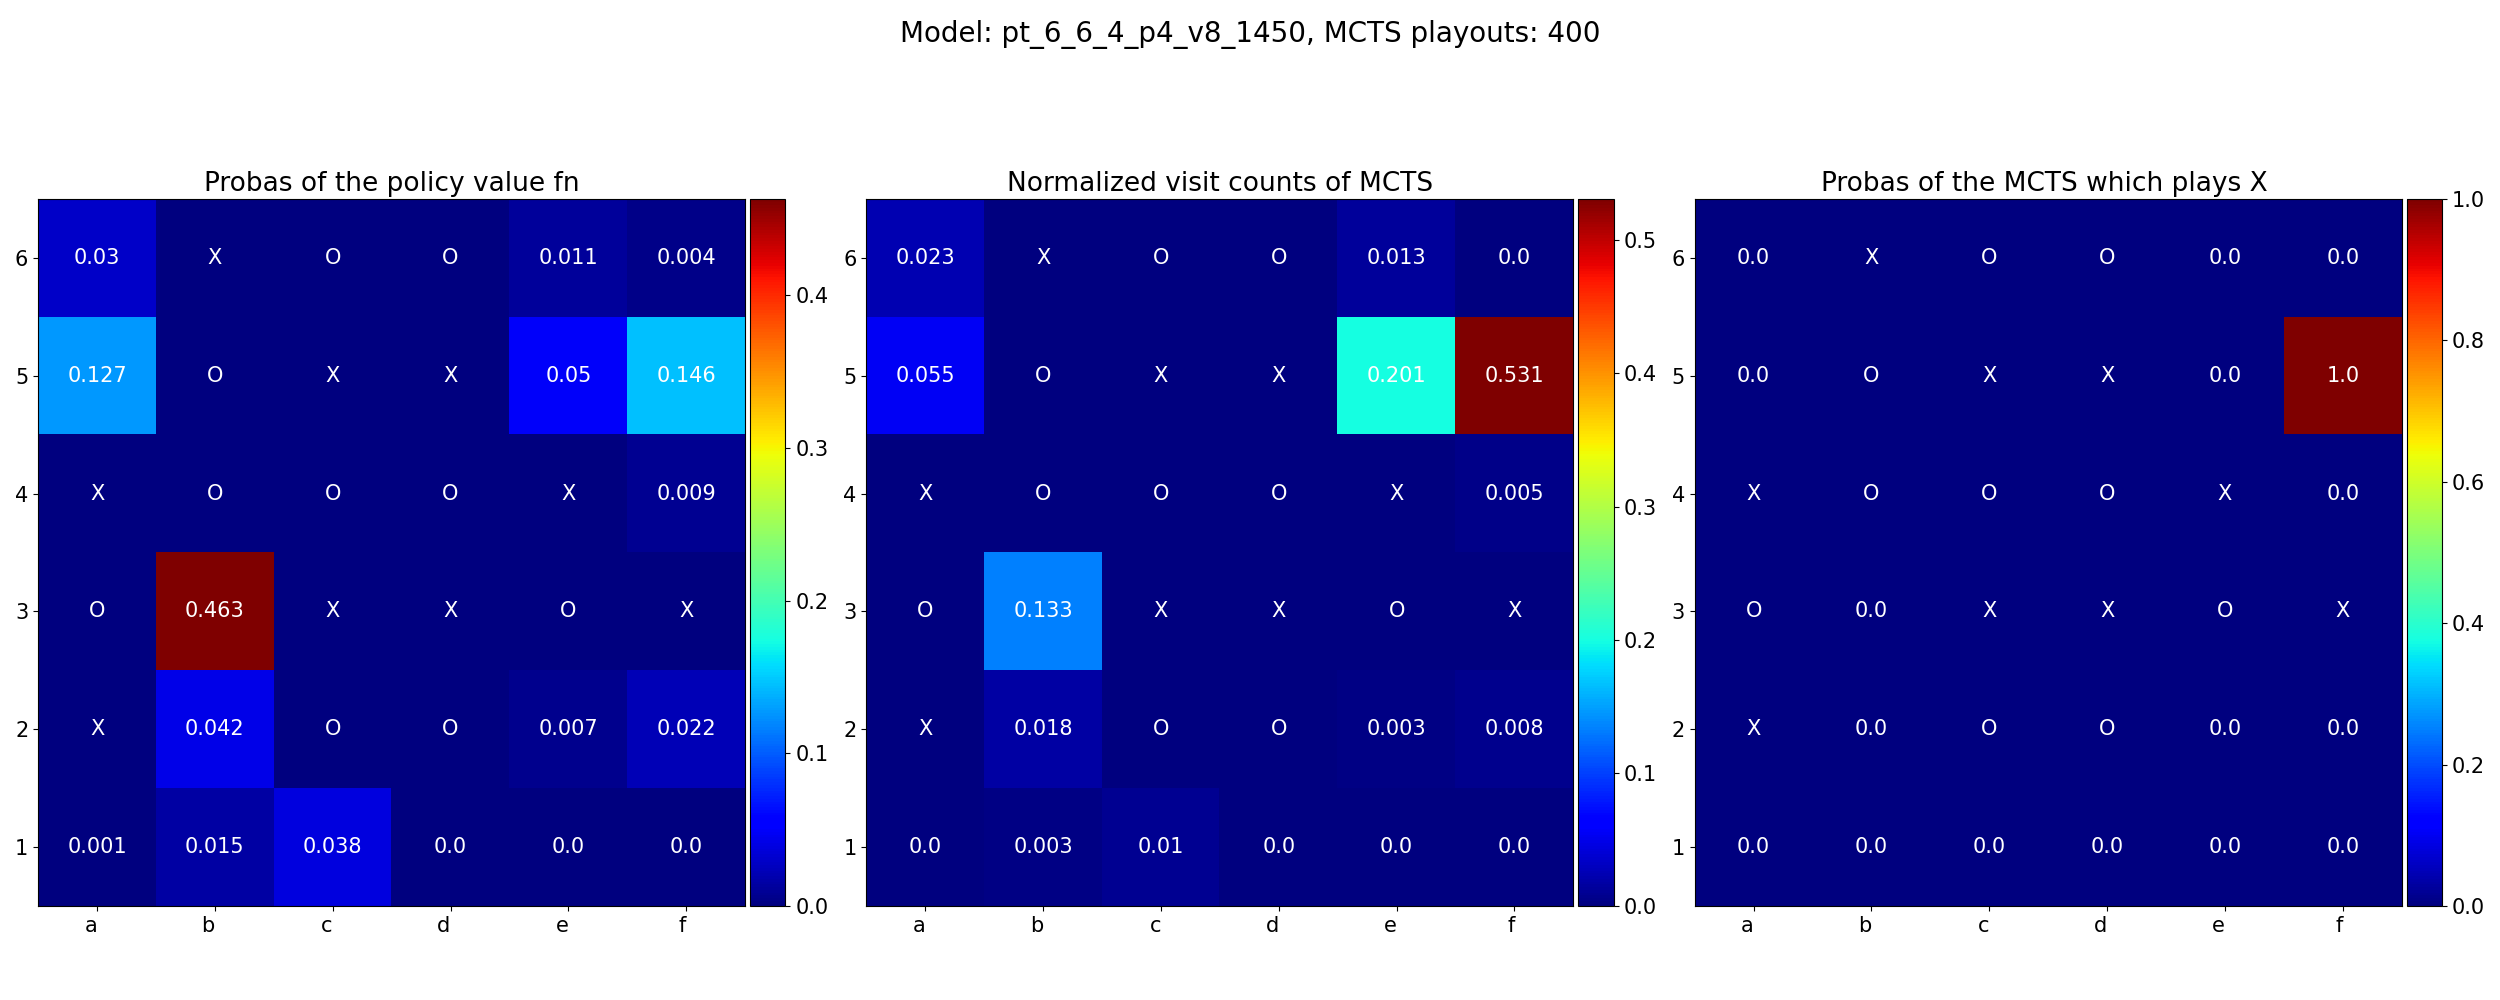 Model: pt_6_6_4_p4_v8_1450, MCTS playouts: 400
Probas of the policy value fn
6 0.03 X O O 0.011 0.004
5 0.127 O X X 0.05 0.146
4 X O O O X 0.009
3 O 0.463 X X O X
2 X 0.042 O O 0.007 0.022
1 0.001 0.015 0.038 0.0 0.0 0.0
a b c d e f
0.4
0.3
0.2
0.1
0.0
Normalized visit counts of MCTS
6 0.023 X O O 0.013 0.0
5 0.055 O X X 0.201 0.531
4 X O O O X 0.005
3 O 0.133 X X O X
2 X 0.018 O O 0.003 0.008
1 0.0 0.003 0.01 0.0 0.0 0.0
a b c d e f
0.5
0.4
0.3
0.2
0.1
0.0
Probas of the MCTS which plays X
6 0.0 X O O 0.0 0.0
5 0.0 O X X 0.0 1.0
4 X O O O X 0.0
3 O 0.0 X X O X
2 X 0.0 O O 0.0 0.0
1 0.0 0.0 0.0 0.0 0.0 0.0
a b c d e f
1.0
0.8
0.6
0.4
0.2
0.0